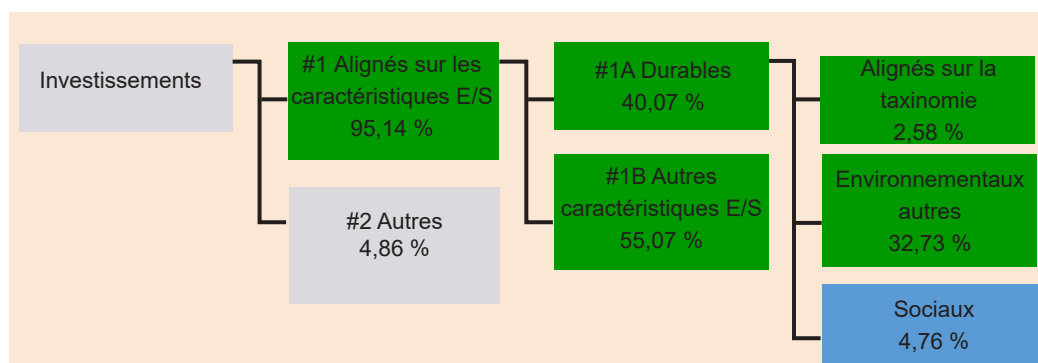 Investissements
#1 Alignés sur les
caractéristiques E/S
95,14 %
#2 Autres
4,86 %
#1A Durables
40,07 %
#1B Autres
caractéristiques E/S
55,07 %
Alignés sur la
taxinomie
2,58 %
Environnementaux
autres
32,73 %
Sociaux
4,76 %